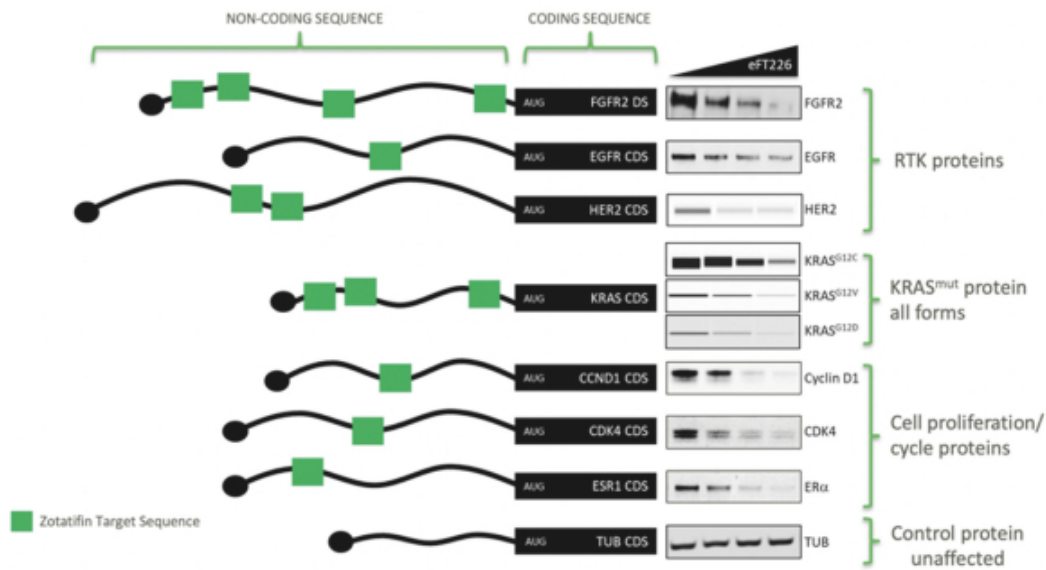 NON-CODING SEQUENCE
CODING SEQUENCE
eFT226
AUG FGFR2 DS
FGFR2
AUG EGFR CDS
EGFR
RTK proteins
AUG HER2 CDS
HER2
KRASG12C
AUG KRAS CDS
KRASG12V
KRASmut protein
all forms
KRASG12D
AUG CCND1 CDS
Cyclin D1
AUG CDK4 CDS
CDK4
Cell proliferation/
cycle proteins
AUG ESR1 CDS
ERα
Zotatifin Target Sequence
AUG TUB CDS
TUB
Control protein
unaffected